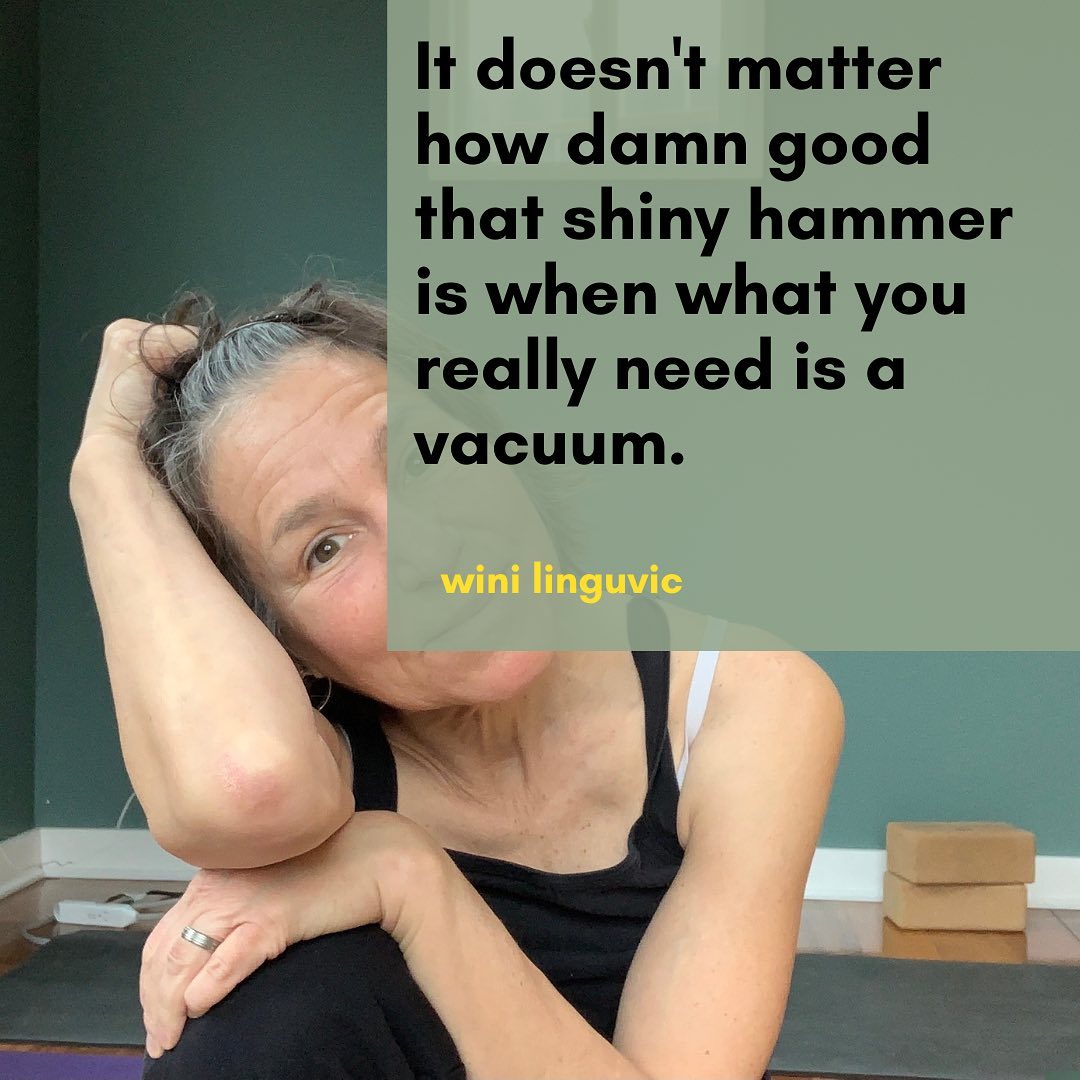 It doesn't matter
how damn good
that shiny hammer
is when what you
really need is a
vacuum.
wini linguvic